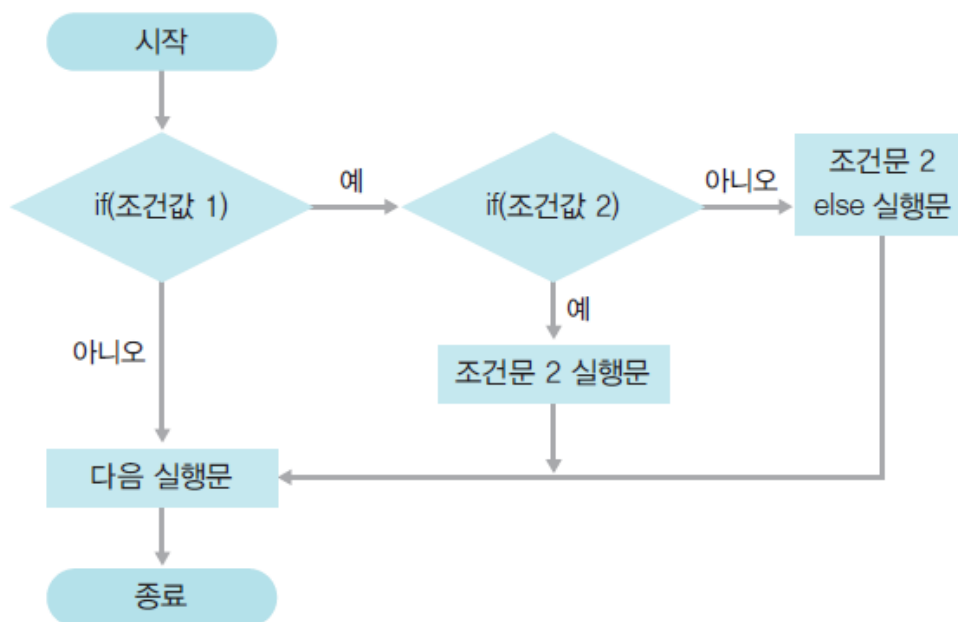 시작
if(조건값 1)
예
if(조건값 2)
아니오
조건문 2
else 실행문
예
아니오
조건문 2 실행문
다음 실행문
종료